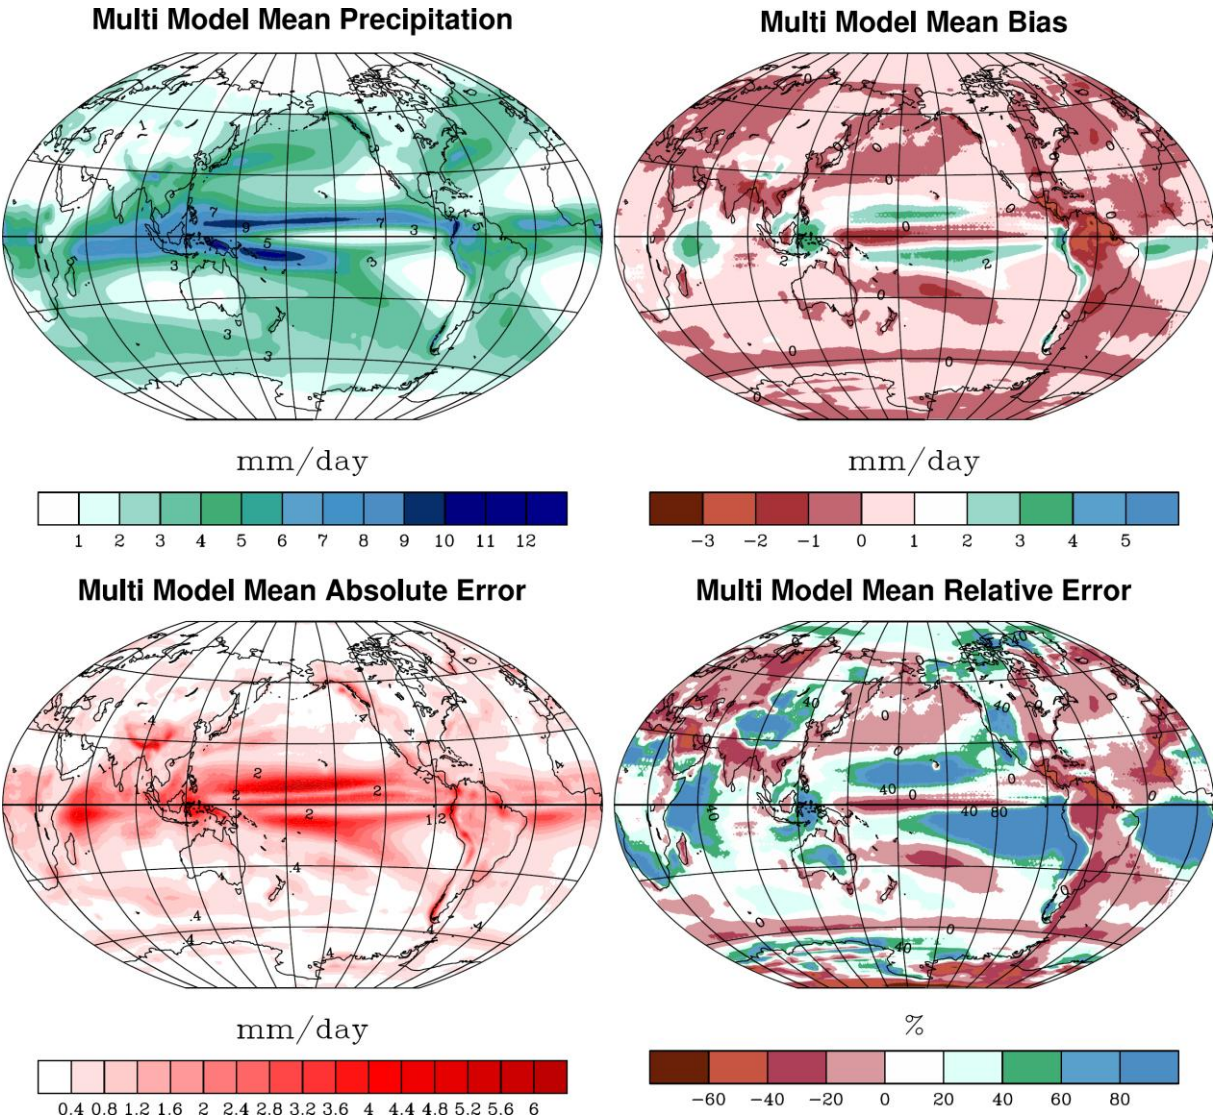 Multi Model Mean Precipitation
Multi Model Mean Bias
mm/day
1 2 3 4 5 6 7 8 9 10 11 12
mm/day
−3 −2 −1 0 1 2 3 4 5
Multi Model Mean Absolute Error
Multi Model Mean Relative Error
mm/day
0.4 0.8 1.2 1.6 2 2.4 2.8 3.2 3.6 4 4.4 4.8 5.2 5.6 6
%
−60 −40 −20 0 20 40 60 80